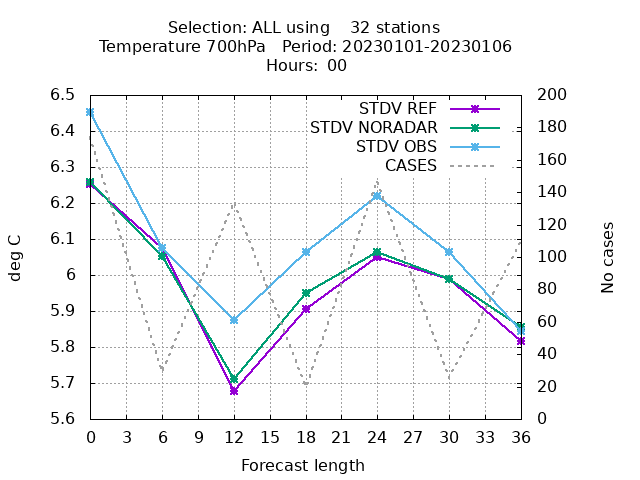 Selection: ALL using    32 stations
Temperature 700hPa   Period: 20230101-20230106
Hours:  00
STDV REF
STDV NORADAR
STDV OBS
CASES
6.5
6.4
6.3
6.2
6.1
6
5.9
5.8
5.7
5.6
deg C
200
180
160
140
120
100
80
60
40
20
0
No cases
0 3 6 9 12 15 18 21 24 27 30 33 36
Forecast length